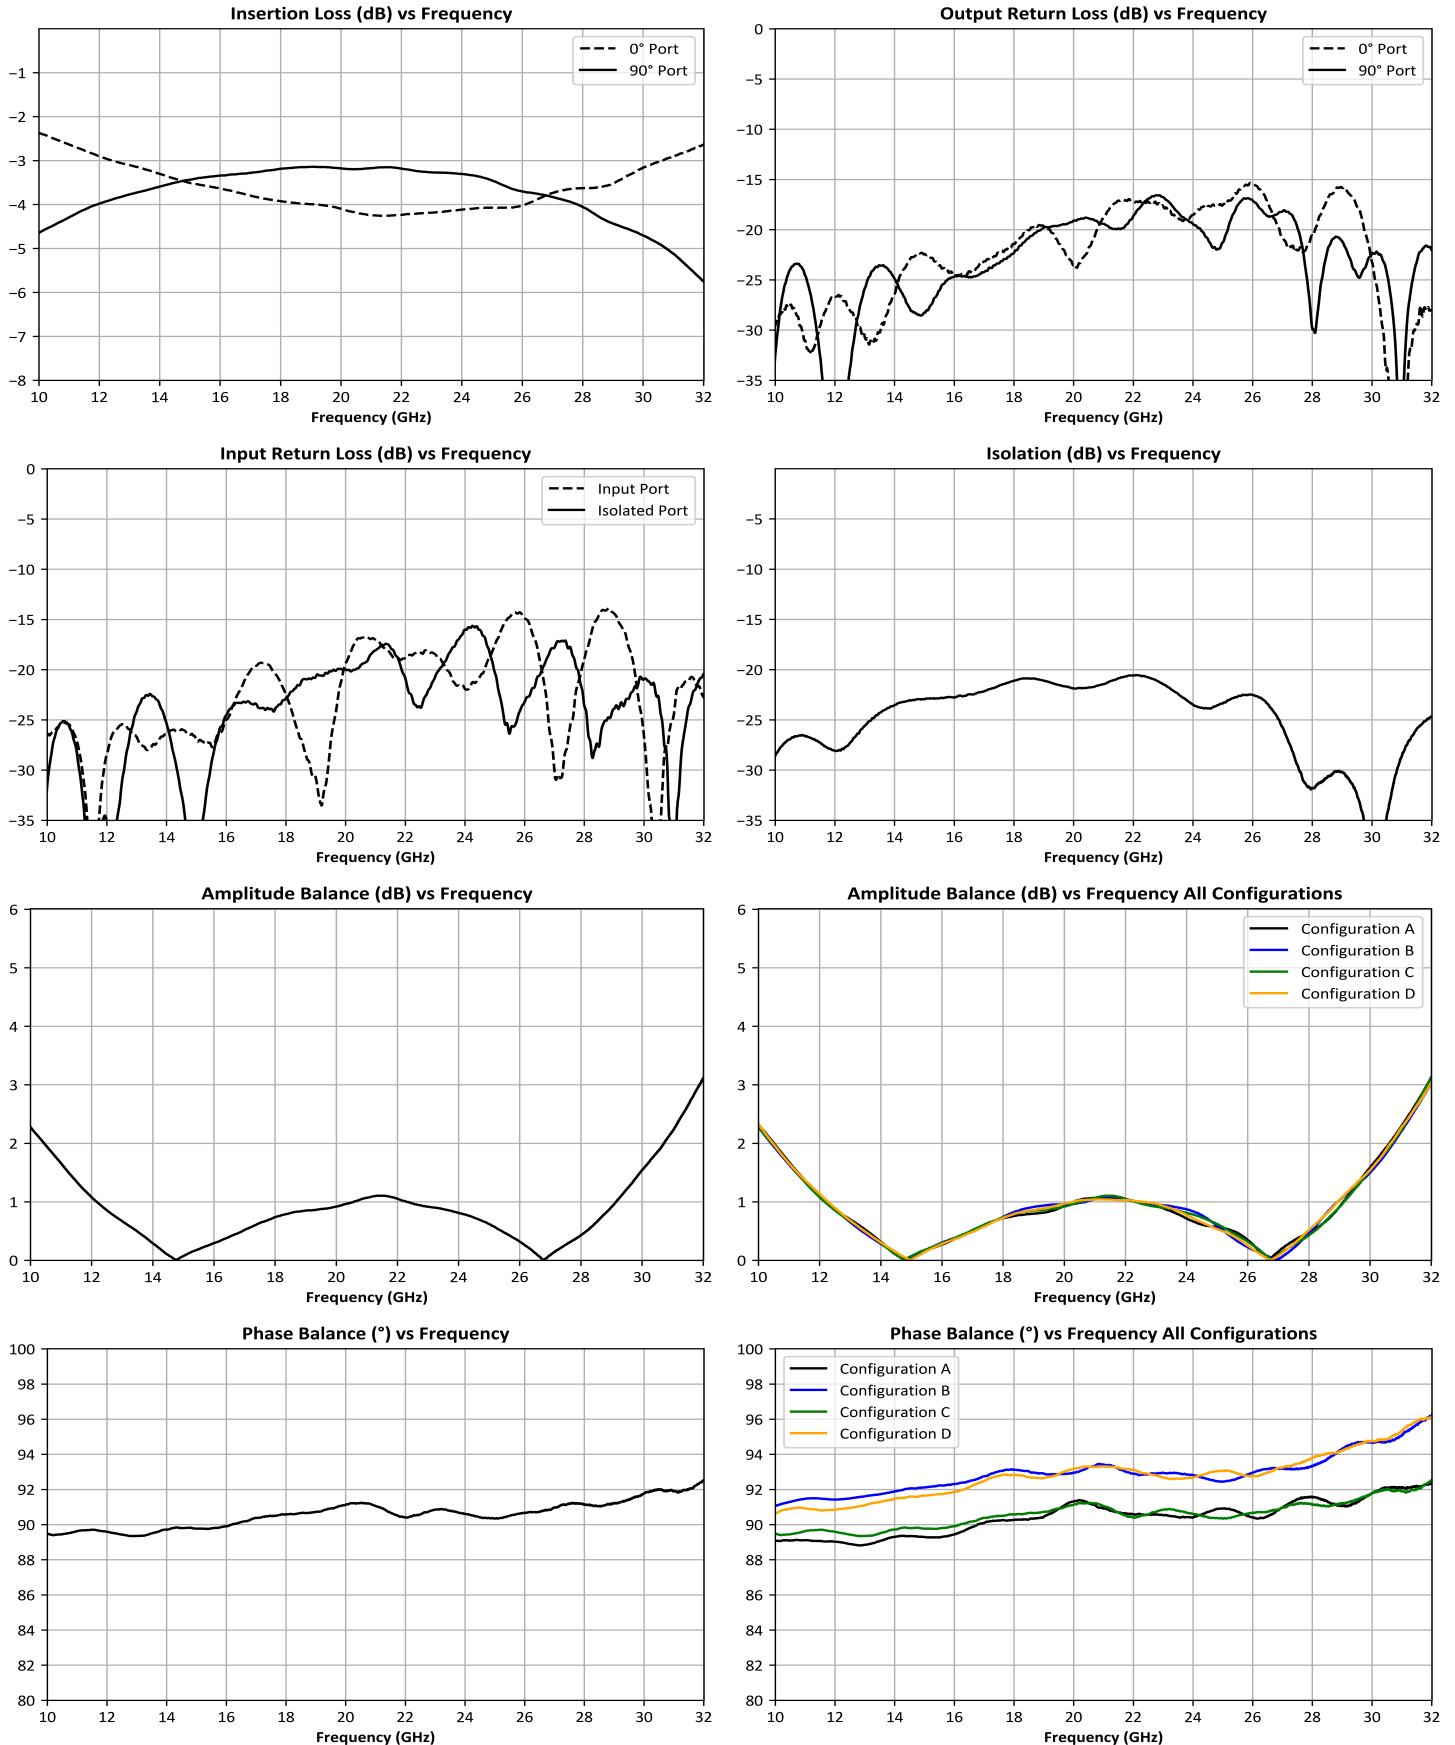 Insertion Loss (dB) vs Frequency
0° Port
90° Port
−1
−2
−3
−4
−5
−6
−7
−8
10 12 14 16 18 20 22 24 26 28 30 32
Frequency (GHz)
Output Return Loss (dB) vs Frequency
0° Port
90° Port
0
−5
−10
−15
−20
−25
−30
−35
10 12 14 16 18 20 22 24 26 28 30 32
Frequency (GHz)
Input Return Loss (dB) vs Frequency
Input Port
Isolated Port
0
−5
−10
−15
−20
−25
−30
−35
10 12 14 16 18 20 22 24 26 28 30 32
Frequency (GHz)
Isolation (dB) vs Frequency
−5
−10
−15
−20
−25
−30
−35
10 12 14 16 18 20 22 24 26 28 30 32
Frequency (GHz)
Amplitude Balance (dB) vs Frequency
6
5
4
3
2
1
0
10 12 14 16 18 20 22 24 26 28 30 32
Frequency (GHz)
Amplitude Balance (dB) vs Frequency All Configurations
Configuration A
Configuration B
Configuration C
Configuration D
6
5
4
3
2
1
0
10 12 14 16 18 20 22 24 26 28 30 32
Frequency (GHz)
Phase Balance (°) vs Frequency
100
98
96
94
92
90
88
86
84
82
80
10 12 14 16 18 20 22 24 26 28 30 32
Frequency (GHz)
Phase Balance (°) vs Frequency All Configurations
Configuration A
Configuration B
Configuration C
Configuration D
100
98
96
94
92
90
88
86
84
82
80
10 12 14 16 18 20 22 24 26 28 30 32
Frequency (GHz)